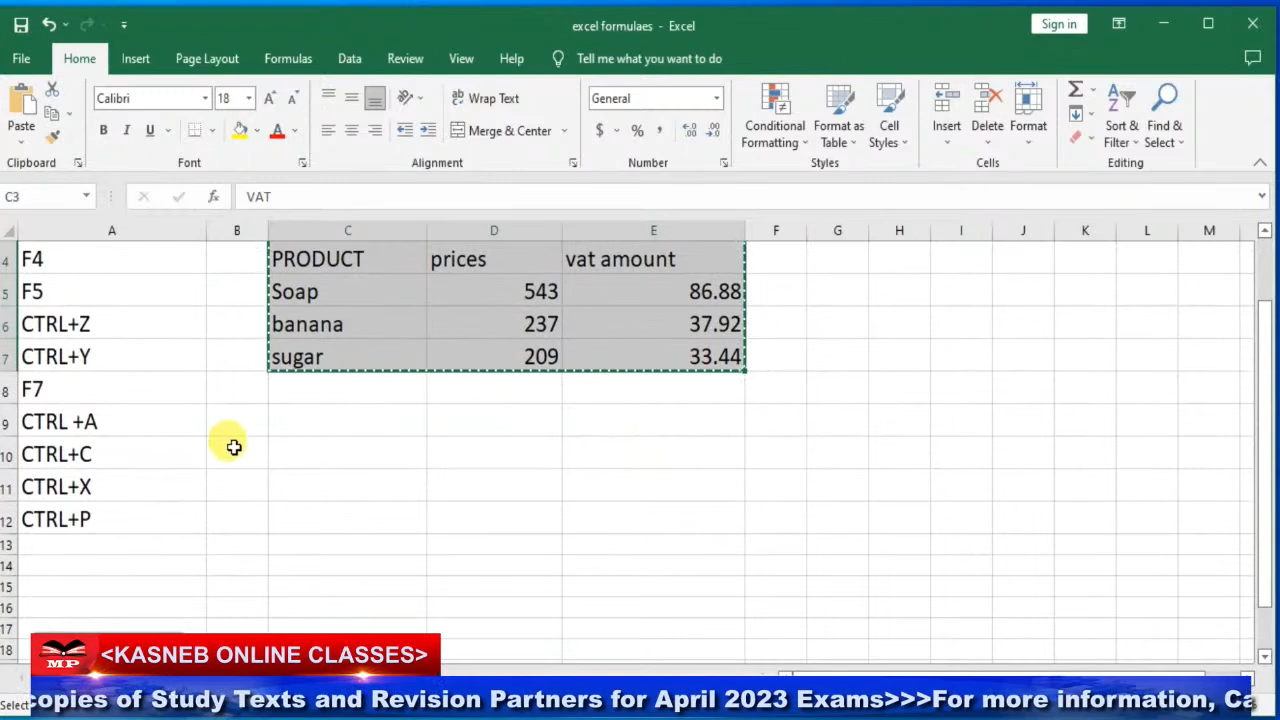 excel formulaes - Excel
Sign in
File Home Insert Page Layout Formulas Data Review View Help Tell me what you want to do
Paste
Calibri 18
B I U
Wrap Text
Merge & Center
General
$ % ,
Conditional Formatting
Format as Table
Cell Styles
Insert Delete Format
Sort & Filter
Find & Select
Clipboard Font Alignment Number Styles Cells Editing
C3 fx VAT
A B C D E F G H I J K L M
4 F4 PRODUCT prices vat amount
5 F5 Soap 543 86.88
6 CTRL+Z banana 237 37.92
7 CTRL+Y sugar 209 33.44
8 F7
9 CTRL +A
10 CTRL+C
11 CTRL+X
12 CTRL+P
13
14
15
16
17
18
MP <KASNEB ONLINE CLASSES>
copies of Study Texts and Revision Partners for April 2023 Exams>>>For more information, Ca
Select